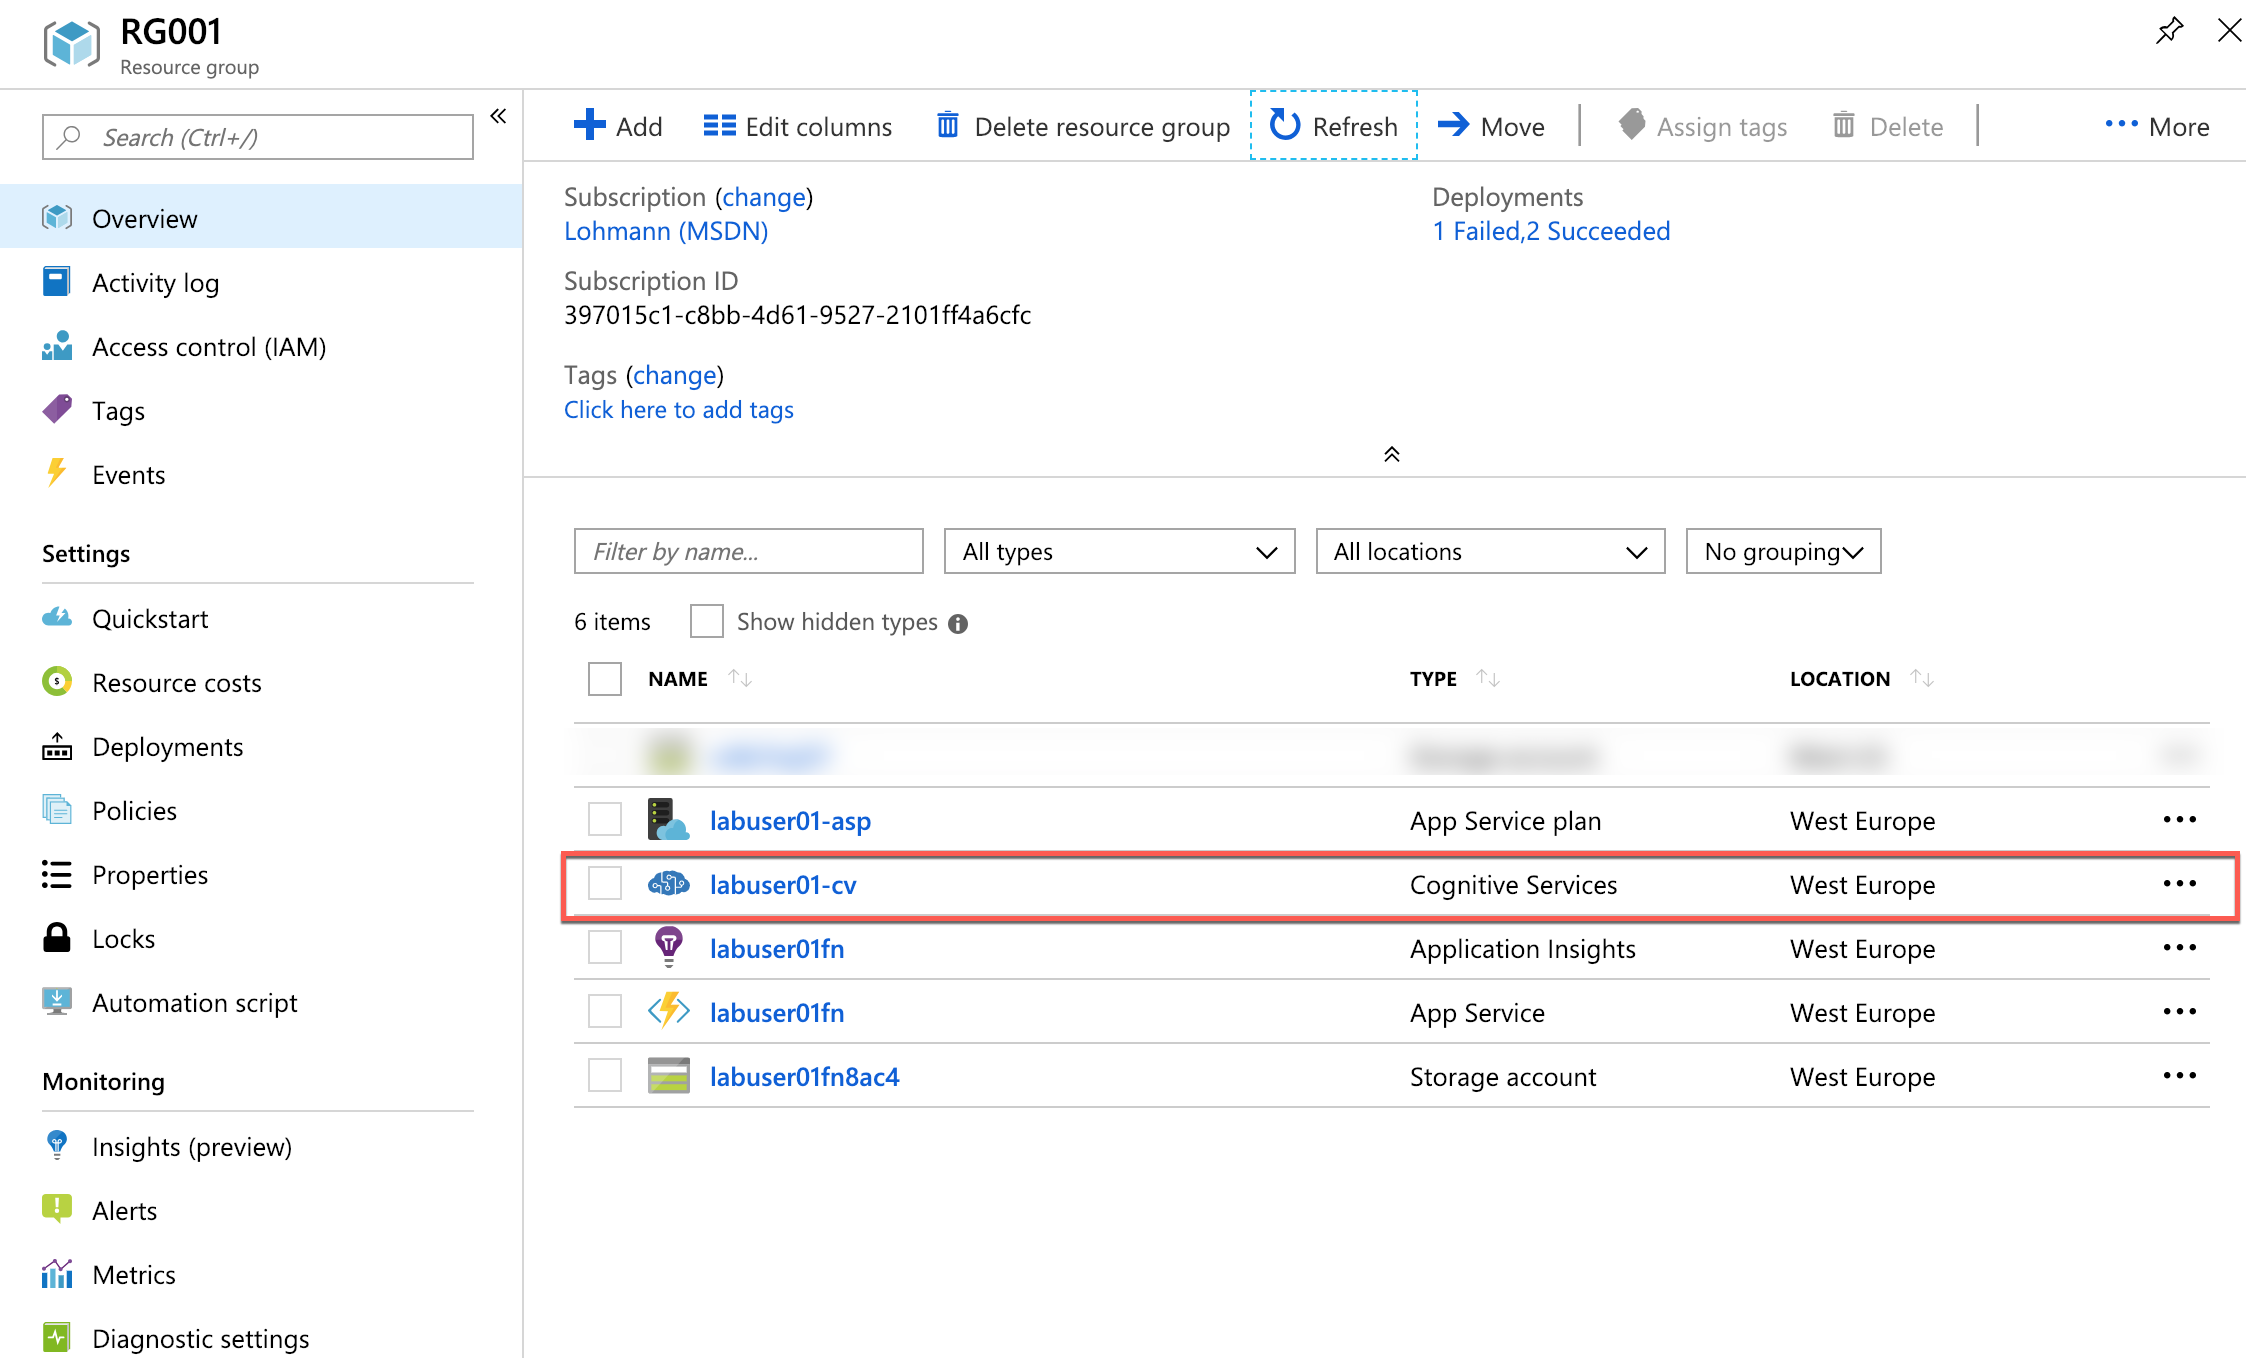 RG001
Resource group
Search (Ctrl+/)
Overview
Activity log
Access control (IAM)
Tags
Events
Settings
Quickstart
Resource costs
Deployments
Policies
Properties
Locks
Automation script
Monitoring
Insights (preview)
Alerts
Metrics
Diagnostic settings
Add Edit columns Delete resource group Refresh Move Assign tags Delete More
Subscription (change)
Lohmann (MSDN)
Deployments
1 Failed,2 Succeeded
Subscription ID
397015c1-c8bb-4d61-9527-2101ff4a6cfc
Tags (change)
Click here to add tags
Filter by name... All types All locations No grouping
6 items Show hidden types
NAME TYPE LOCATION
labuser01-asp App Service plan West Europe
labuser01-cv Cognitive Services West Europe
labuser01fn Application Insights West Europe
labuser01fn App Service West Europe
labuser01fn8ac4 Storage account West Europe